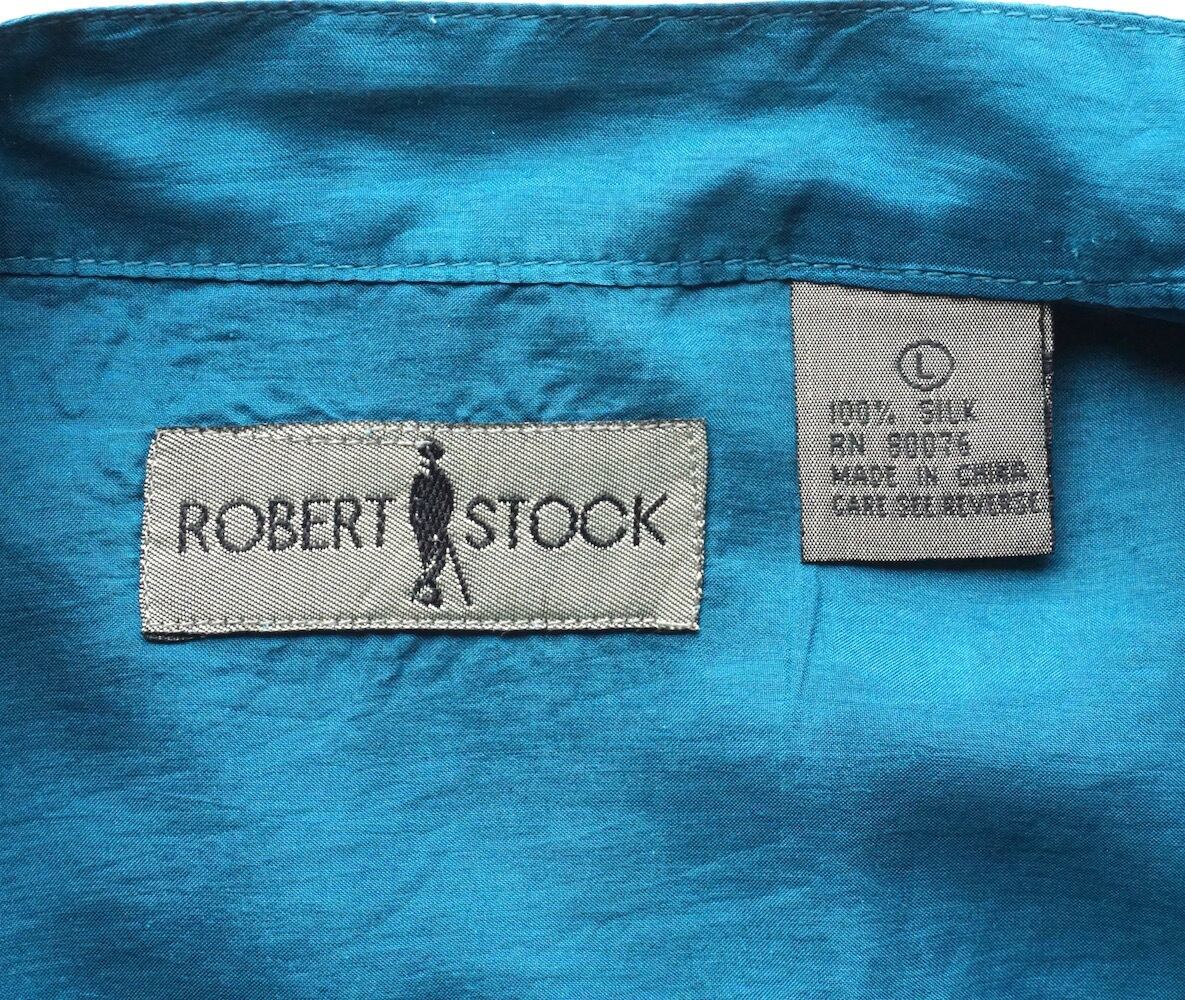 ROBERT STOCK
L
100% SILK
RN 90076
MADE IN CHINA
CARE SEE REVERSE